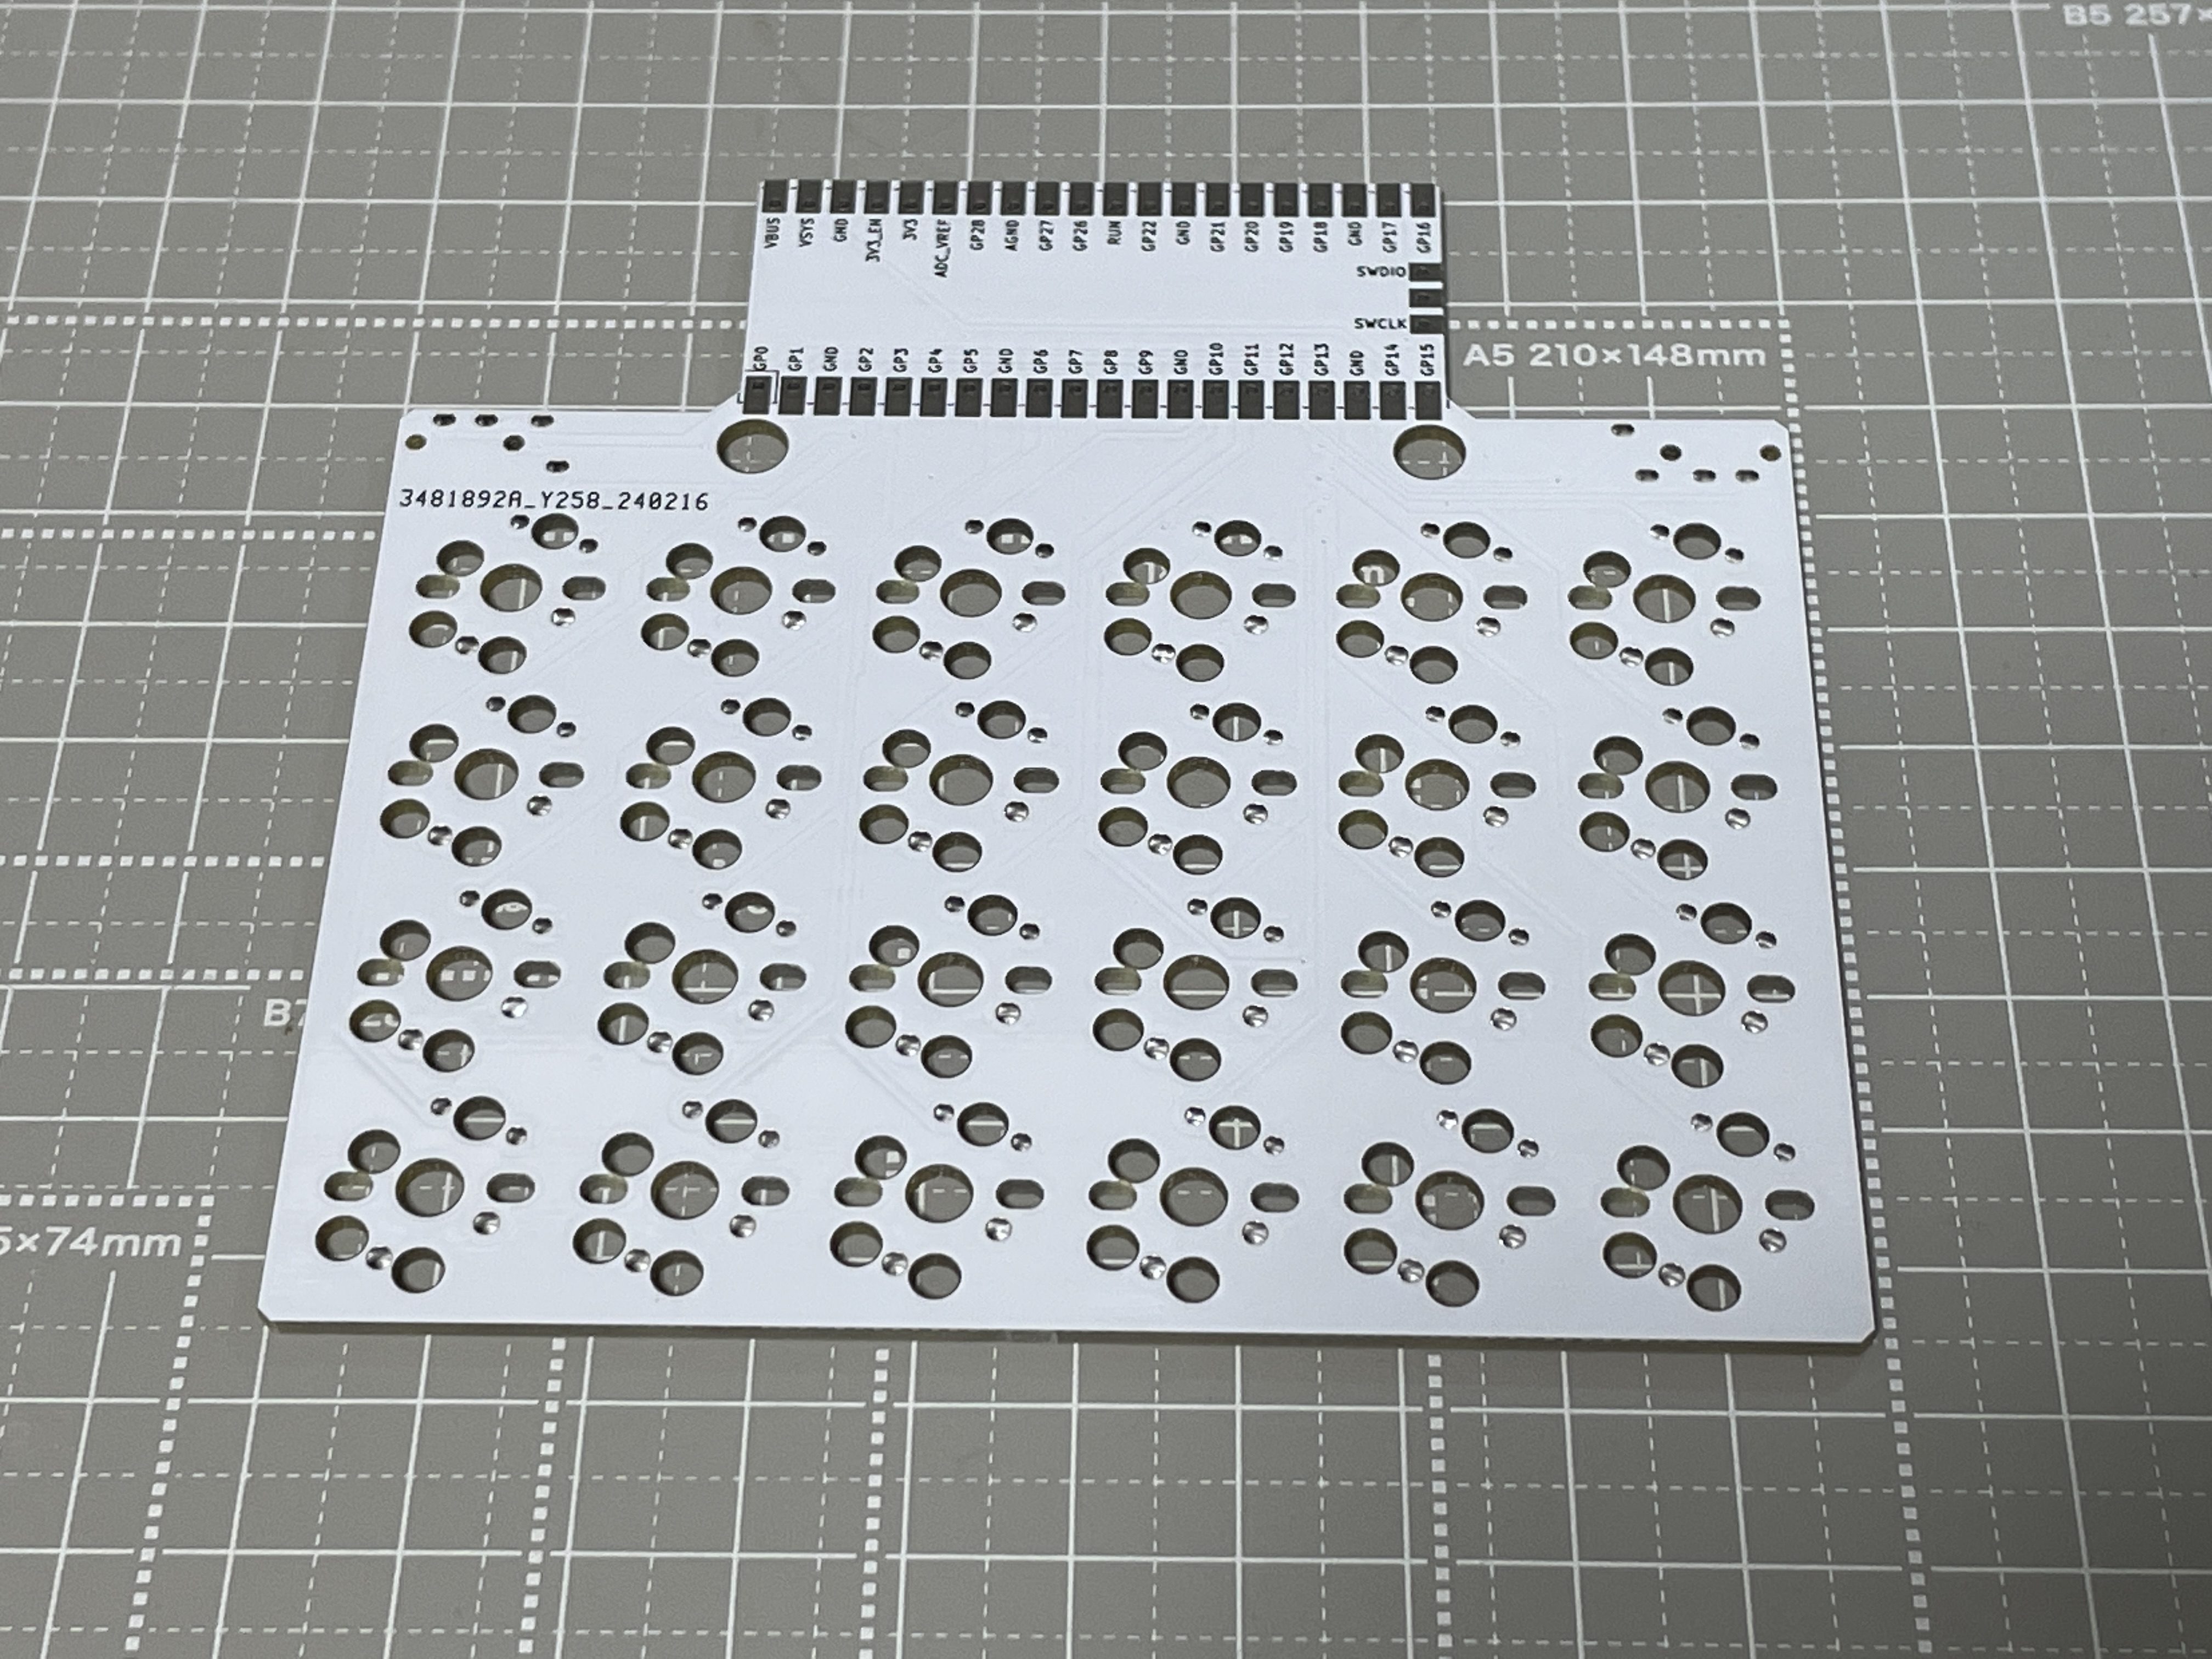 B5 257×
VBUS
VSYS
GND
3V3_EN
3V3
ADC_VREF
GP28
AGND
GP27
GP26
RUN
GP22
GND
GP21
GP20
GP19
GP18
GND
GP17
GP16
SWDIO
SWCLK
GP0
GP1
GND
GP2
GP3
GP4
GP5
GND
GP6
GP7
GP8
GP9
GND
GP10
GP11
GP12
GP13
GND
GP14
GP15
A5 210×148mm
3481892A_Y258_240216
B7
5×74mm